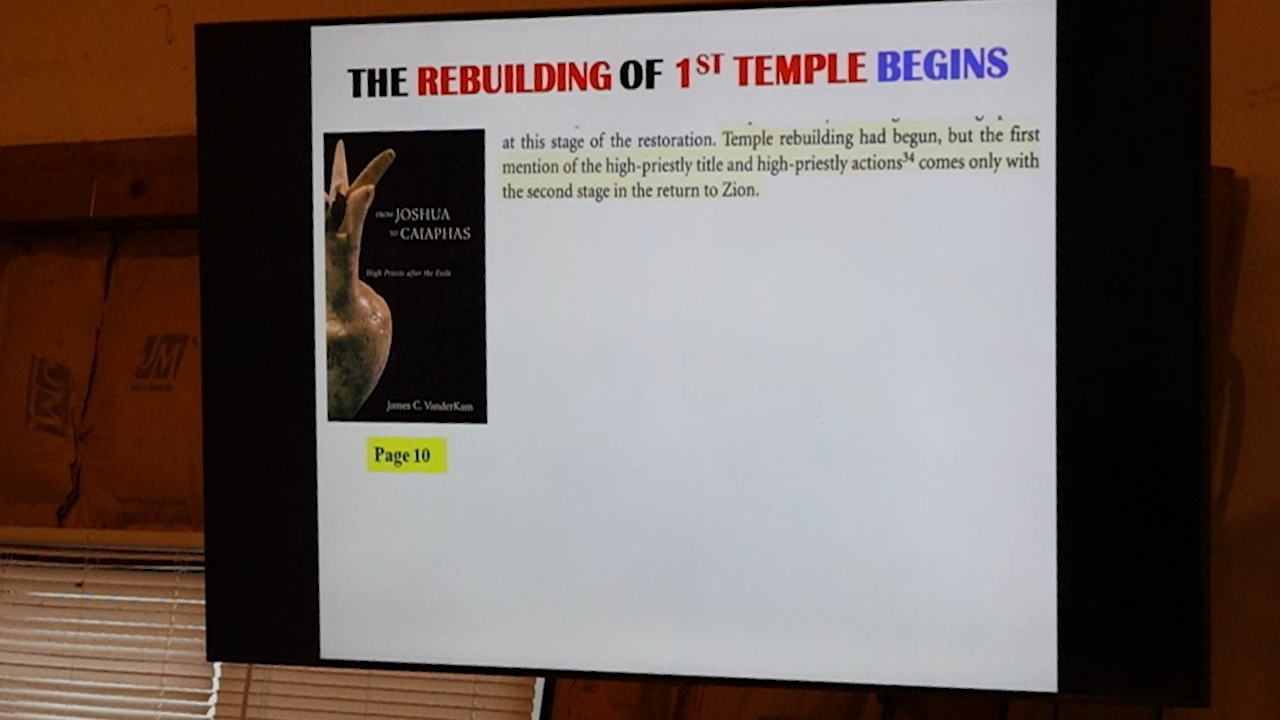 THE REBUILDING OF 1ST TEMPLE BEGINS
at this stage of the restoration. Temple rebuilding had begun, but the first
mention of the high-priestly title and high-priestly actions34 comes only with
the second stage in the return to Zion.
FROM JOSHUA
TO CAIAPHAS
High Priests after the Exile
James C. VanderKam
Page 10
JM
JM